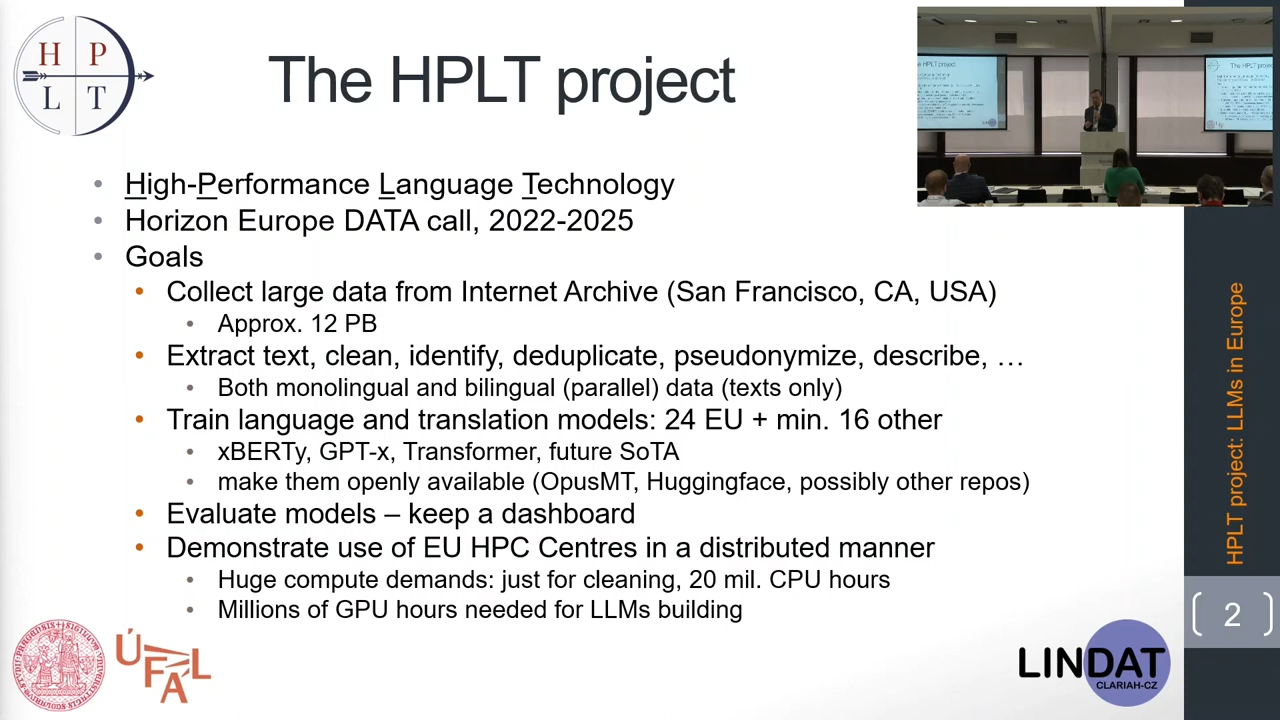 H P
L T
The HPLT project
High-Performance Language Technology
Horizon Europe DATA call, 2022-2025
Goals
Collect large data from Internet Archive (San Francisco, CA, USA)
Approx. 12 PB
Extract text, clean, identify, deduplicate, pseudonymize, describe, …
Both monolingual and bilingual (parallel) data (texts only)
Train language and translation models: 24 EU + min. 16 other
xBERTy, GPT-x, Transformer, future SoTA
make them openly available (OpusMT, Huggingface, possibly other repos)
Evaluate models – keep a dashboard
Demonstrate use of EU HPC Centres in a distributed manner
Huge compute demands: just for cleaning, 20 mil. CPU hours
Millions of GPU hours needed for LLMs building
HPLT project: LLMs in Europe
2
ÚFAL
LINDAT
CLARIAH-CZ